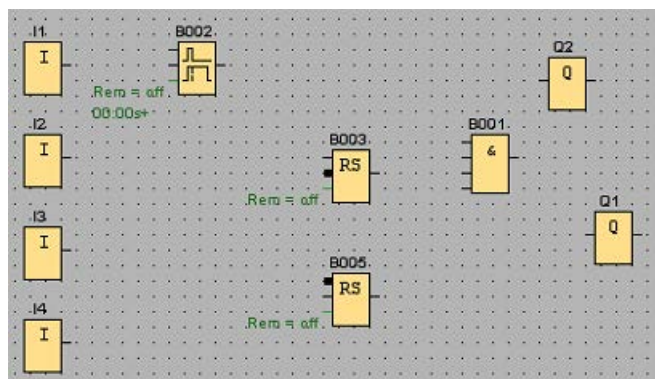 I1
I
B002
Rem = off
00:00s+
Q2
Q
I2
I
B003
RS
Rem = off
B001
&
I3
I
Q1
Q
B005
RS
Rem = off
I4
I